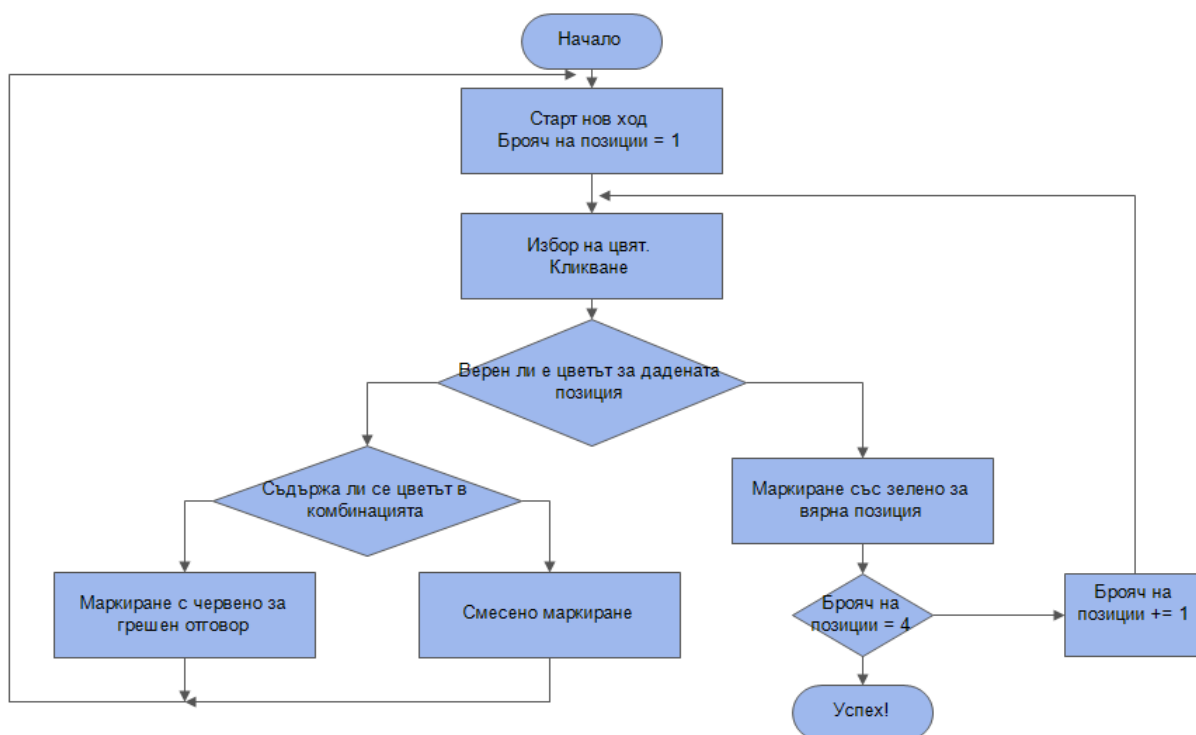 Начало
Старт нов ход
Брояч на позиции = 1
Избор на цвят.
Кликване
Верен ли е цветът за дадената
позиция
Съдържа ли се цветът в
комбинацията
Маркиране със зелено за
вярна позиция
Маркиране с червено за
грешен отговор
Смесено маркиране
Брояч на
позиции = 4
Брояч на
позиции += 1
Успех!